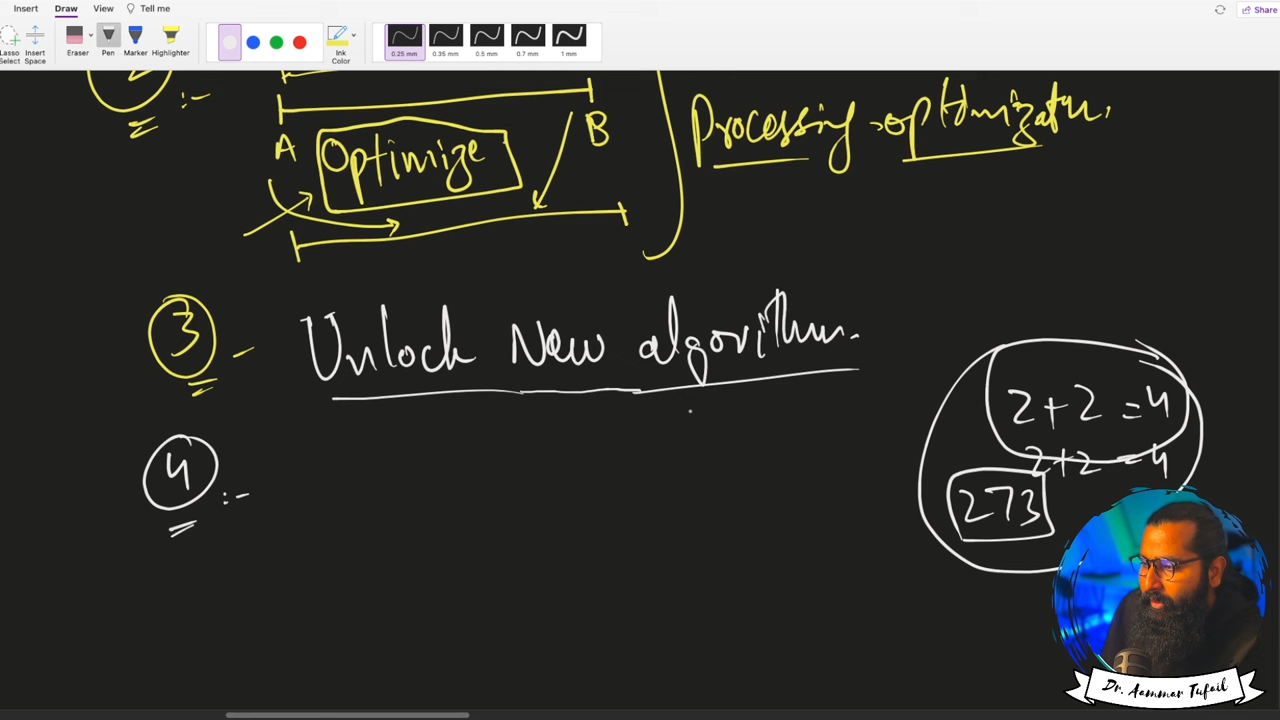 Insert Draw View Tell me Share
Lasso Select
Insert Space
Eraser
Pen
Marker
Highlighter
Ink Color
0.25 mm 0.35 mm 0.5 mm 0.7 mm 1 mm
2 :-
A B
Optimize
Processing optimization.
3 - Unlock New algorithm.
4 :-
2+2=4
2+2=4
273
Dr. Aammar Tufail